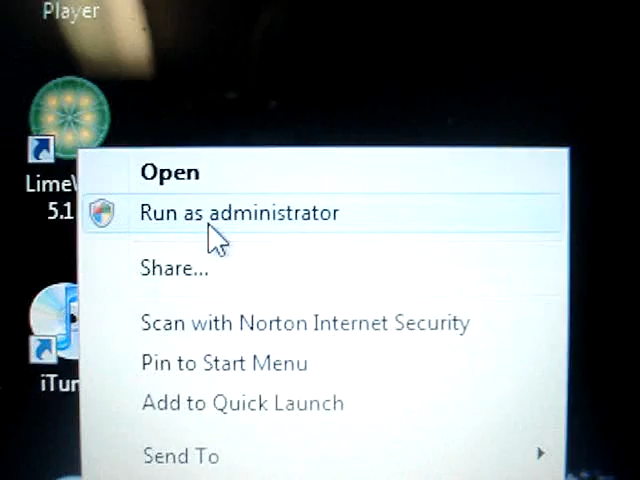 Player
Open
Run as administrator
LimeW
5.1
Share...
Scan with Norton Internet Security
Pin to Start Menu
iTun
Add to Quick Launch
Send To